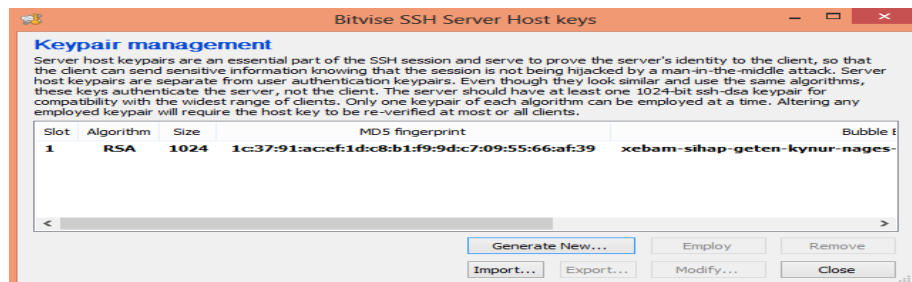 Bitvise SSH Server Host keys
Keypair management
Server host keypairs are an essential part of the SSH session and serve to prove the server's identity to the client, so that
the client can send sensitive information knowing that the session is not being hijacked by a man-in-the-middle attack. Server
host keypairs are separate from user authentication keypairs. Even though they look similar and use the same algorithms,
these keys authenticate the server, not the client. The server should have at least one 1024-bit ssh-dsa keypair for
compatibility with the widest range of clients. Only one keypair of each algorithm can be employed at a time. Altering any
employed keypair will require the host key to be re-verified at most or all clients.
Slot Algorithm Size MD5 fingerprint Bubble
1 RSA 1024 1c:37:91:ac:ef:1d:c8:b1:f9:9d:c7:09:55:66:af:39 xebam-sihap-geten-kynur-nages-
Generate New... Employ Remove
Import... Export... Modify... Close